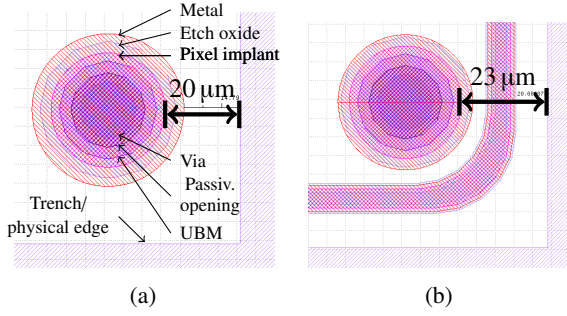 Metal
Etch oxide
Pixel implant
20 µm
23 µm
Via
Passiv.
opening
Trench/
physical edge
UBM
(a)
(b)